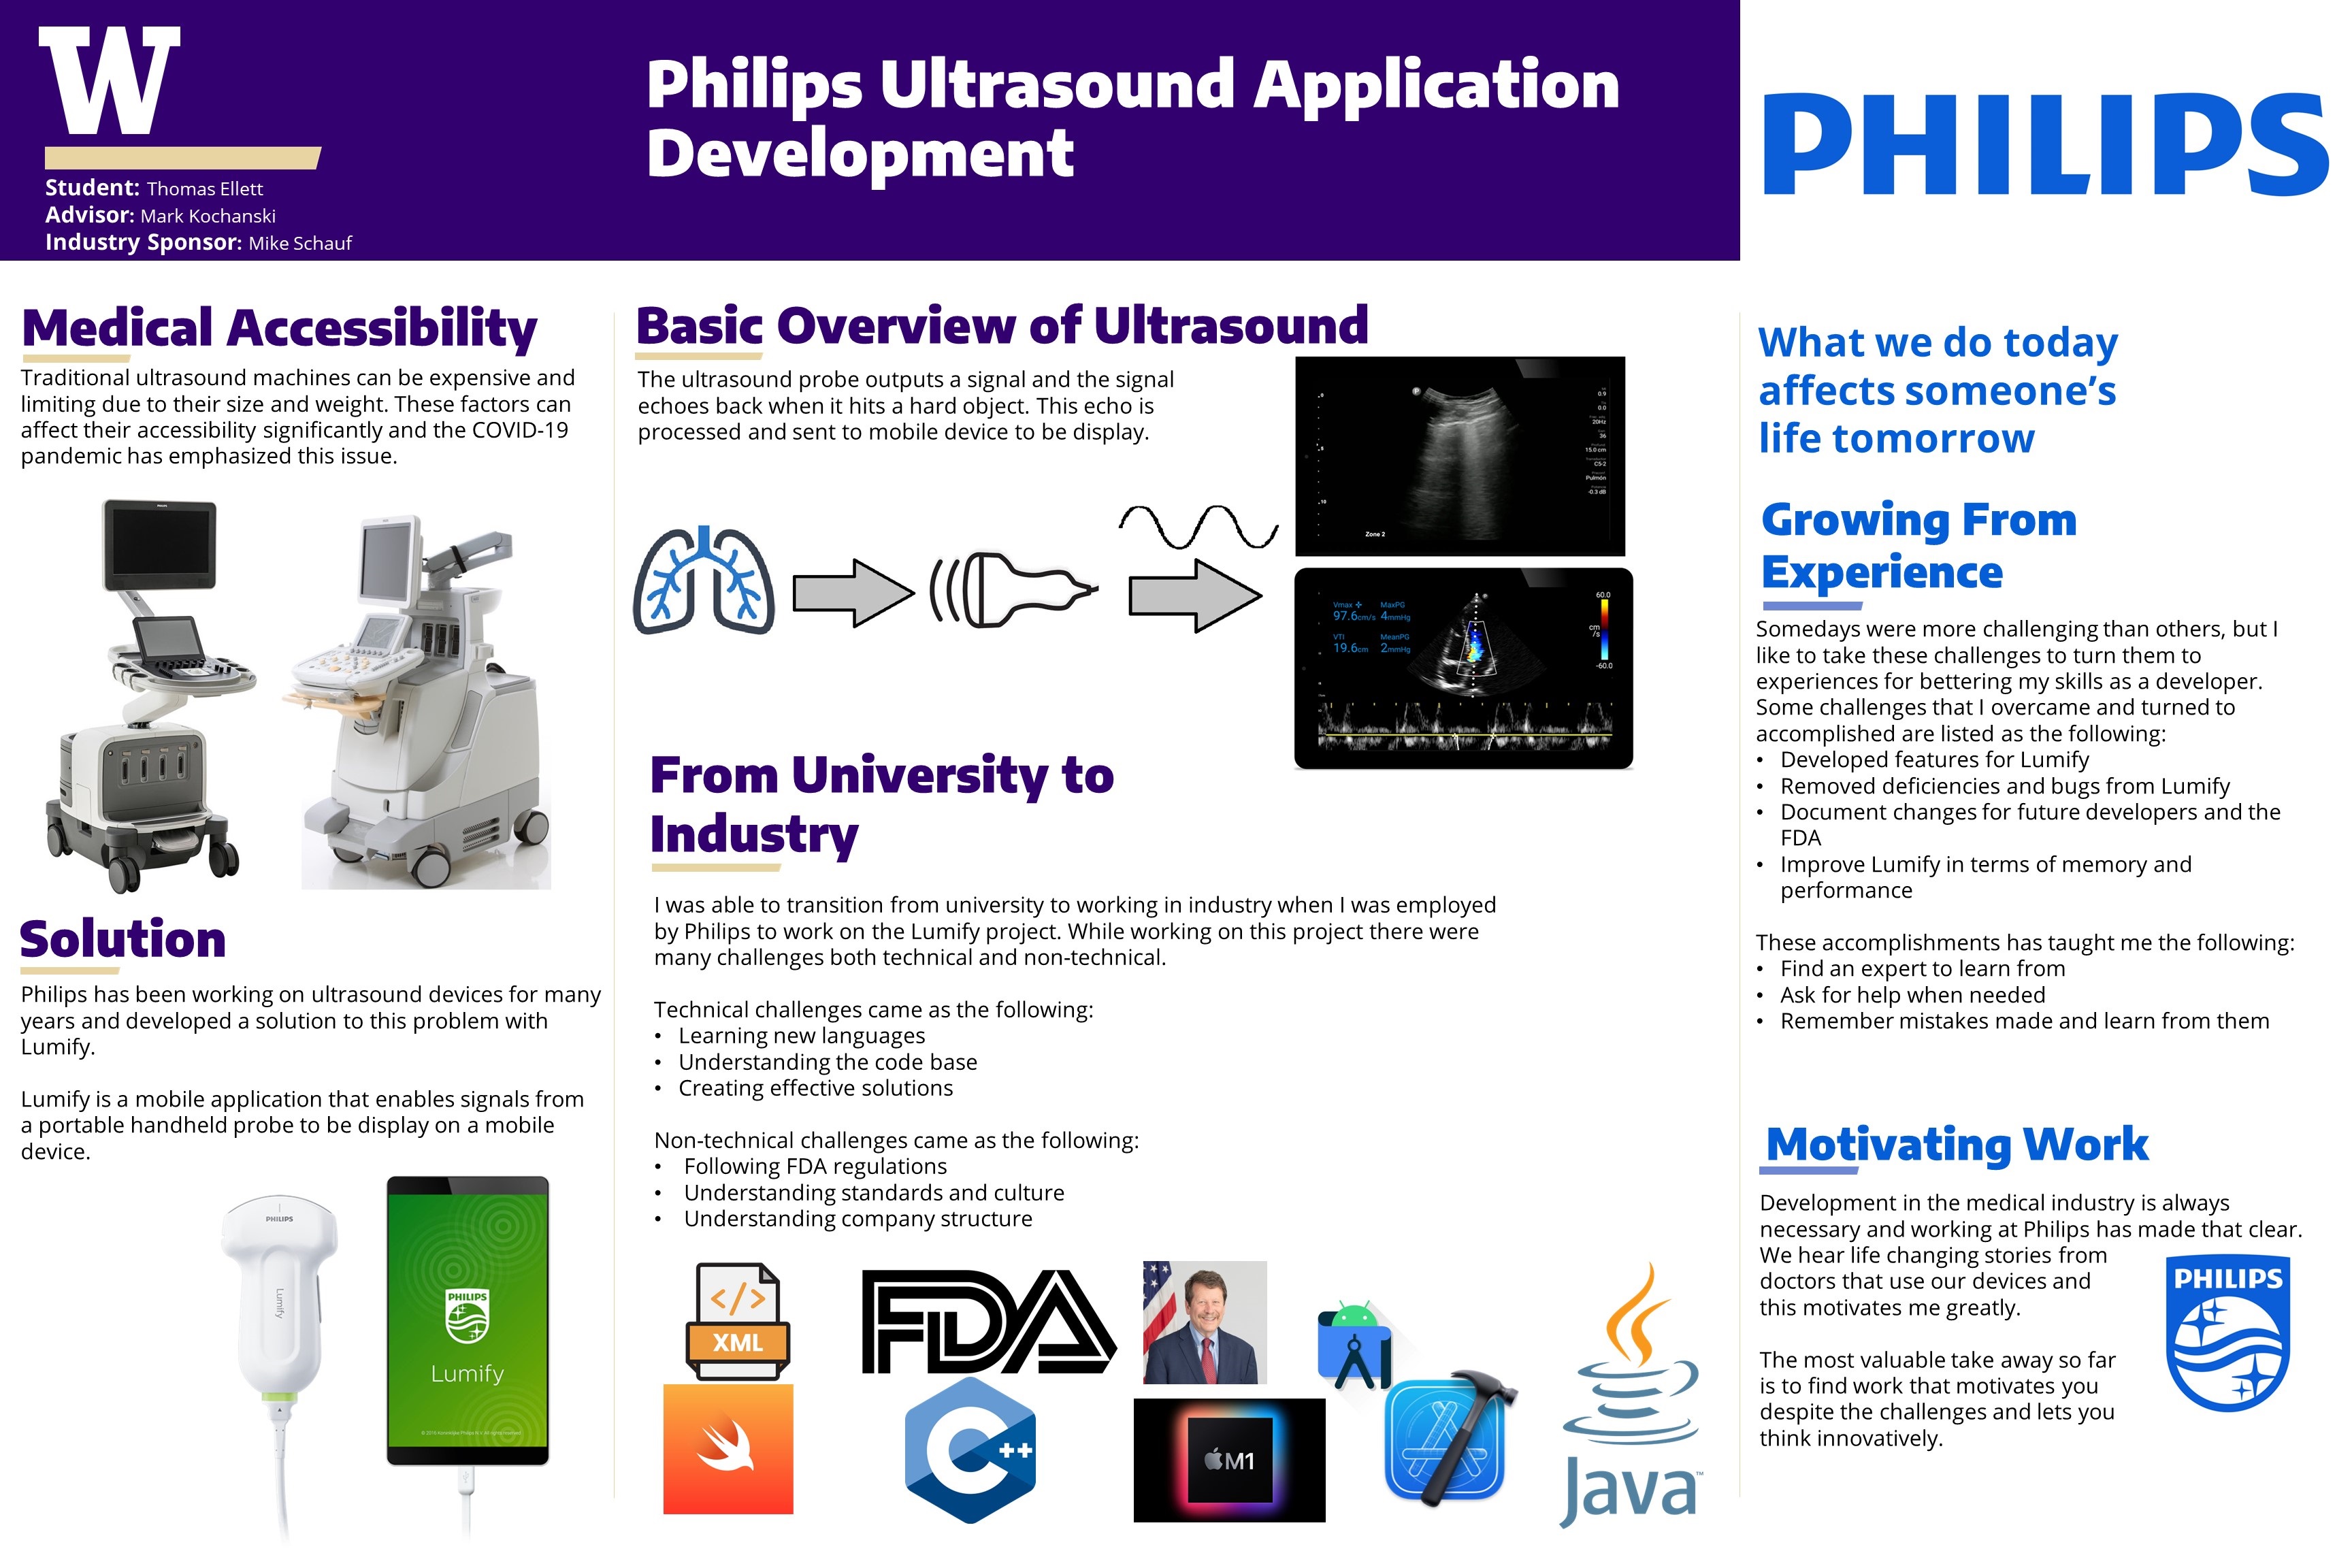 W
Student: Thomas Ellett
Advisor: Mark Kochanski
Industry Sponsor: Mike Schauf
Philips Ultrasound Application
Development
PHILIPS
Medical Accessibility
Traditional ultrasound machines can be expensive and
limiting due to their size and weight. These factors can
affect their accessibility significantly and the COVID-19
pandemic has emphasized this issue.
Solution
Philips has been working on ultrasound devices for many
years and developed a solution to this problem with
Lumify.
Lumify is a mobile application that enables signals from
a portable handheld probe to be display on a mobile
device.
PHILIPS
Lumify
PHILIPS
Lumify
Basic Overview of Ultrasound
The ultrasound probe outputs a signal and the signal
echoes back when it hits a hard object. This echo is
processed and sent to mobile device to be display.
0.9
0.0
20Hz
36
15.0 cm
C5-2
Pulmón
-0.3 dB
Zone 2
Vmax MaxPG
97.6cm/s 4mmHg
VTI MeanPG
19.6cm 2mmHg
60.0
cm
/s
-60.0
From University to
Industry
I was able to transition from university to working in industry when I was employed
by Philips to work on the Lumify project. While working on this project there were
many challenges both technical and non-technical.
Technical challenges came as the following:
• Learning new languages
• Understanding the code base
• Creating effective solutions
Non-technical challenges came as the following:
• Following FDA regulations
• Understanding standards and culture
• Understanding company structure
</>
XML
FDA
C++
M1
Java™
What we do today
affects someone's
life tomorrow
Growing From
Experience
Somedays were more challenging than others, but I
like to take these challenges to turn them to
experiences for bettering my skills as a developer.
Some challenges that I overcame and turned to
accomplished are listed as the following:
• Developed features for Lumify
• Removed deficiencies and bugs from Lumify
• Document changes for future developers and the
FDA
• Improve Lumify in terms of memory and
performance
These accomplishments has taught me the following:
• Find an expert to learn from
• Ask for help when needed
• Remember mistakes made and learn from them
Motivating Work
Development in the medical industry is always
necessary and working at Philips has made that clear.
We hear life changing stories from
doctors that use our devices and
this motivates me greatly.
The most valuable take away so far
is to find work that motivates you
despite the challenges and lets you
think innovatively.
PHILIPS